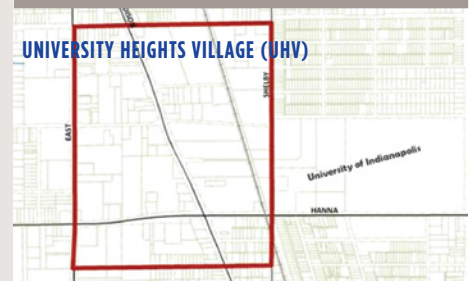 UNIVERSITY HEIGHTS VILLAGE (UHV)
EAST
SHELBY
University of Indianapolis
HANNA